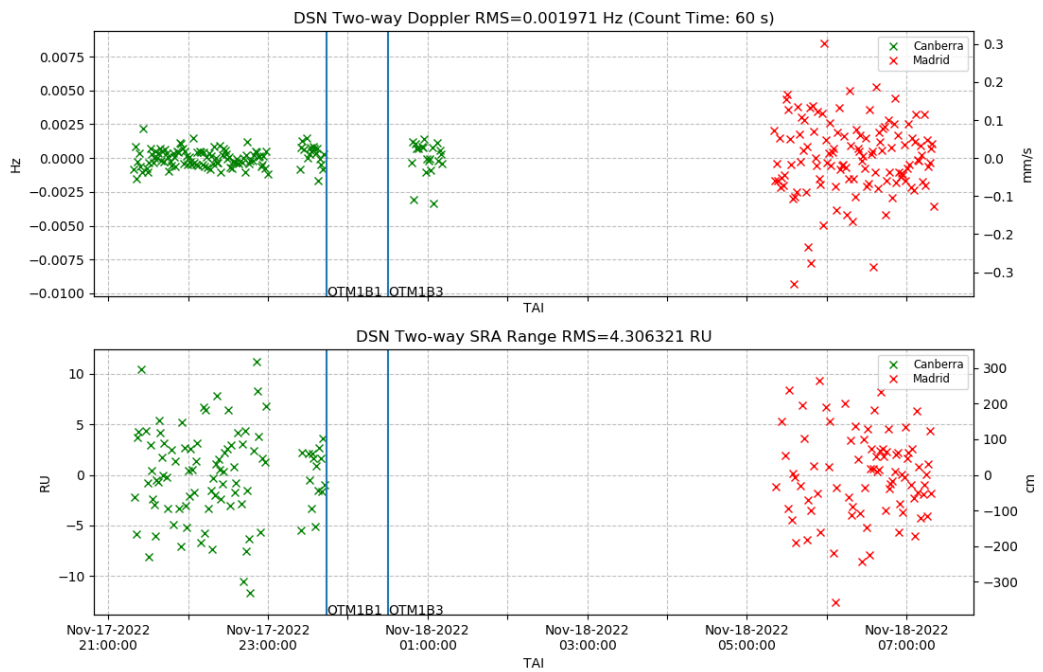 DSN Two-way Doppler RMS=0.001971 Hz (Count Time: 60 s)
0.0075
0.0050
0.0025
0.0000
−0.0025
−0.0050
−0.0075
−0.0100
Hz
Canberra
Madrid
0.3
0.2
0.1
0.0
−0.1
−0.2
−0.3
mm/s
OTM1B1
OTM1B3
TAI
DSN Two-way SRA Range RMS=4.306321 RU
10
5
0
−5
−10
RU
Canberra
Madrid
300
200
100
0
−100
−200
−300
cm
OTM1B1
OTM1B3
Nov-17-2022
21:00:00
Nov-17-2022
23:00:00
Nov-18-2022
01:00:00
Nov-18-2022
03:00:00
Nov-18-2022
05:00:00
Nov-18-2022
07:00:00
TAI